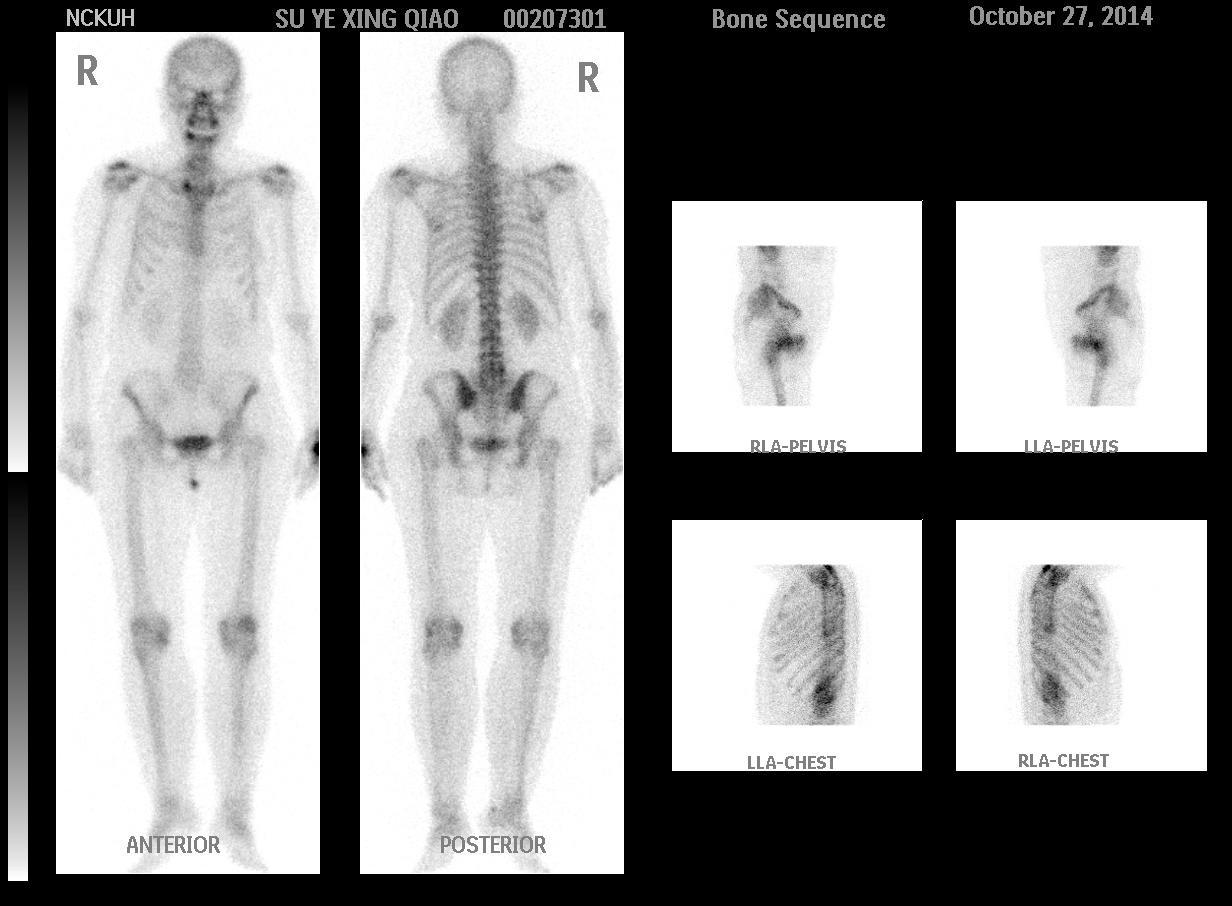 NCKUH SU YE XING QIAO 00207301 Bone Sequence October 27, 2014
R R
RLA-PELVIS LLA-PELVIS
LLA-CHEST RLA-CHEST
ANTERIOR POSTERIOR